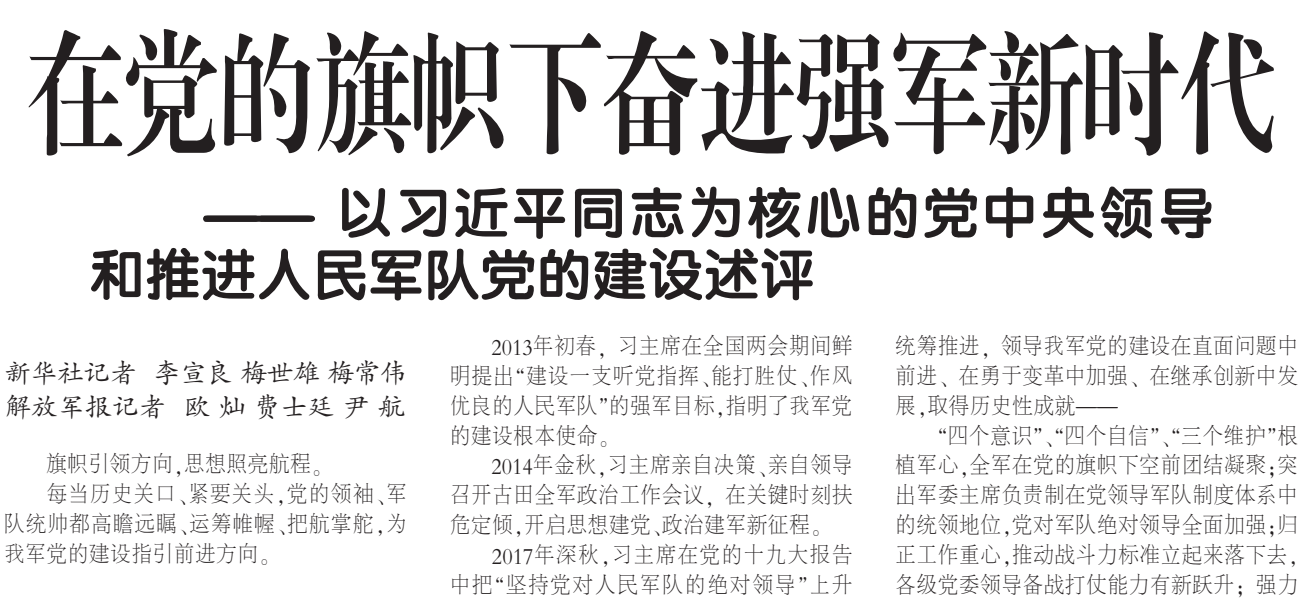 在党的旗帜下奋进强军新时代
—— 以习近平同志为核心的党中央领导
和推进人民军队党的建设述评
新华社记者 李宣良 梅世雄 梅常伟
解放军报记者 欧 灿 费士廷 尹 航
旗帜引领方向,思想照亮航程。
每当历史关口、紧要关头,党的领袖、军
队统帅都高瞻远瞩、运筹帷幄、把航掌舵,为
我军党的建设指引前进方向。
2013年初春，习主席在全国两会期间鲜
明提出“建设一支听党指挥、能打胜仗、作风
优良的人民军队”的强军目标,指明了我军党
的建设根本使命。
2014年金秋,习主席亲自决策、亲自领导
召开古田全军政治工作会议，在关键时刻扶
危定倾,开启思想建党、政治建军新征程。
2017年深秋,习主席在党的十九大报告
中把“坚持党对人民军队的绝对领导”上升
统筹推进，领导我军党的建设在直面问题中
前进、在勇于变革中加强、在继承创新中发
展,取得历史性成就——
“四个意识”、“四个自信”、“三个维护”根
植军心,全军在党的旗帜下空前团结凝聚;突
出军委主席负责制在党领导军队制度体系中
的统领地位,党对军队绝对领导全面加强;归
正工作重心,推动战斗力标准立起来落下去,
各级党委领导备战打仗能力有新跃升；强力